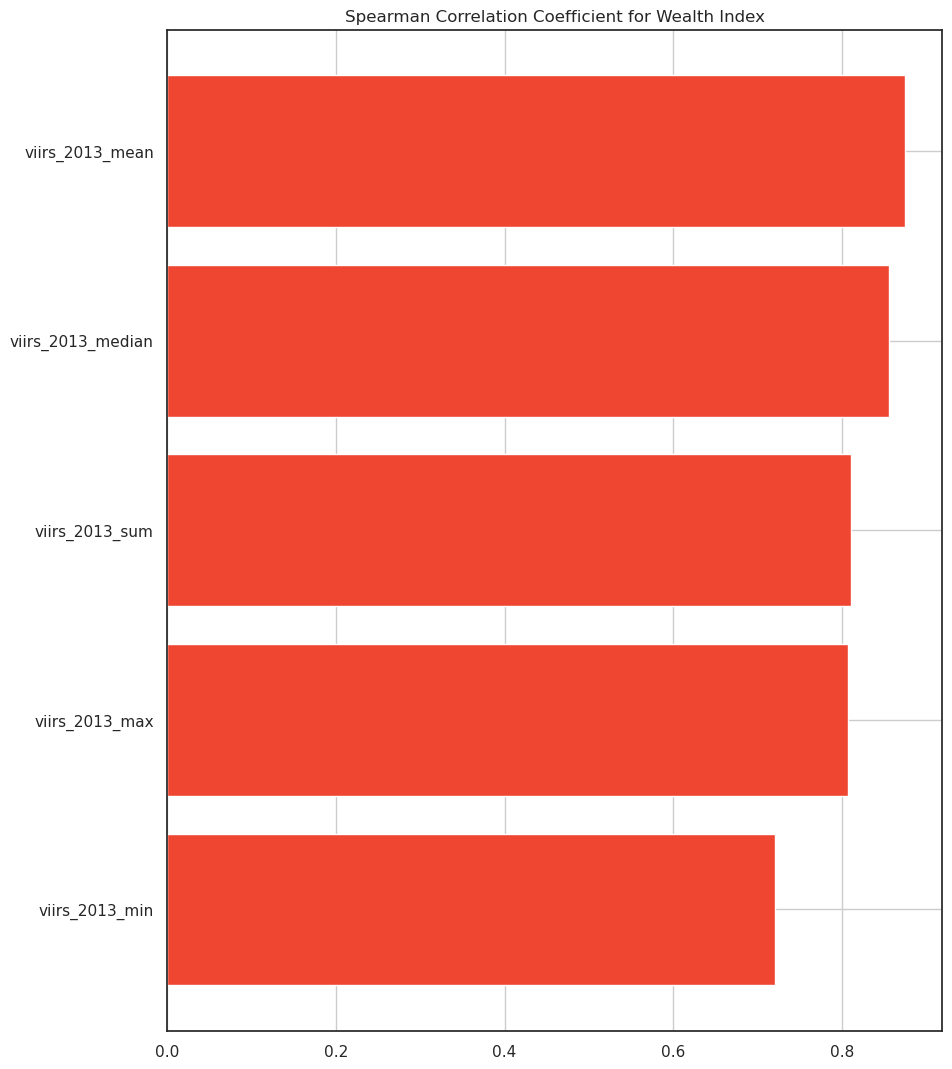 Spearman Correlation Coefficient for Wealth Index
viirs_2013_mean
viirs_2013_median
viirs_2013_sum
viirs_2013_max
viirs_2013_min
0.0 0.2 0.4 0.6 0.8